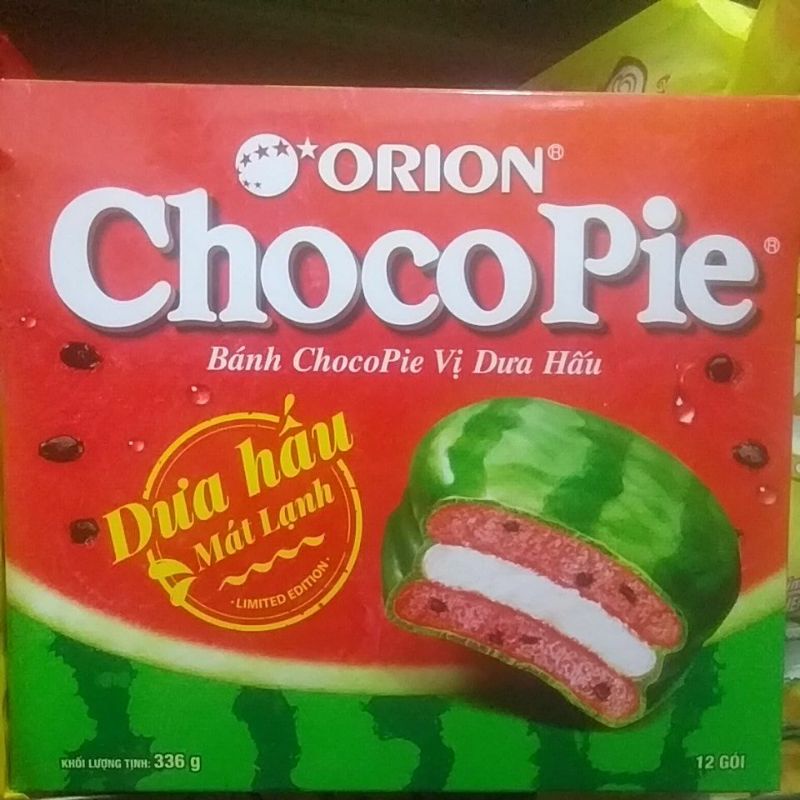 ORION®
ChocoPie®
Bánh ChocoPie Vị Dưa Hấu
Dưa hấu
Mát Lạnh
· LIMITED EDITION ·
KHỐI LƯỢNG TỊNH: 336 g
12 GÓI